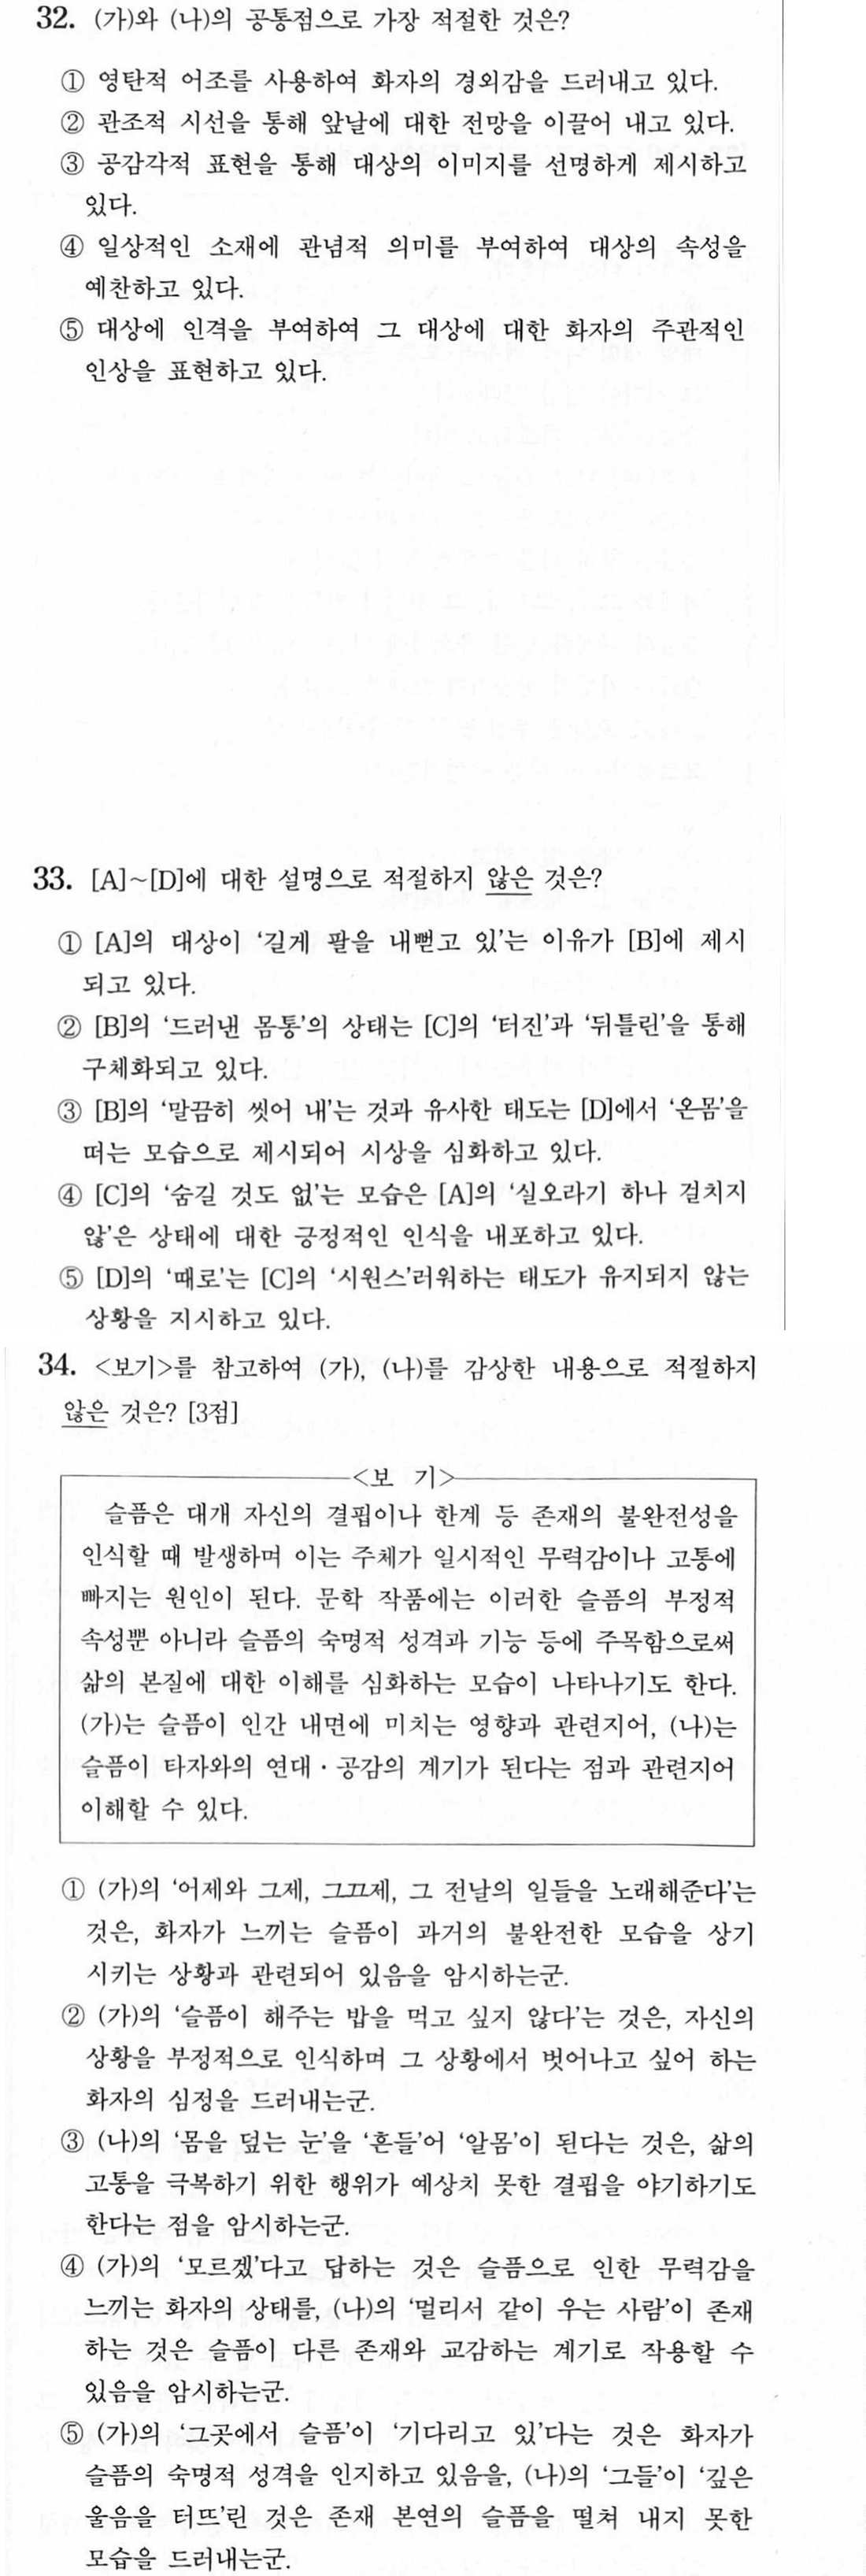 32. (가)와 (나)의 공통점으로 가장 적절한 것은?
① 영탄적 어조를 사용하여 화자의 경외감을 드러내고 있다.
② 관조적 시선을 통해 앞날에 대한 전망을 이끌어 내고 있다.
③ 공감각적 표현을 통해 대상의 이미지를 선명하게 제시하고
있다.
④ 일상적인 소재에 관념적 의미를 부여하여 대상의 속성을
예찬하고 있다.
⑤ 대상에 인격을 부여하여 그 대상에 대한 화자의 주관적인
인상을 표현하고 있다.
33. [A]~[D]에 대한 설명으로 적절하지 않은 것은?
① [A]의 대상이 ‘길게 팔을 내뻗고 있’는 이유가 [B]에 제시
되고 있다.
② [B]의 ‘드러낸 몸통’의 상태는 [C]의 ‘터진’과 ‘뒤틀린’을 통해
구체화되고 있다.
③ [B]의 ‘말끔히 씻어 내’는 것과 유사한 태도는 [D]에서 ‘온몸’을
떠는 모습으로 제시되어 시상을 심화하고 있다.
④ [C]의 ‘숨길 것도 없’는 모습은 [A]의 ‘실오라기 하나 걸치지
않’은 상태에 대한 긍정적인 인식을 내포하고 있다.
⑤ [D]의 ‘때로’는 [C]의 ‘시원스’러워하는 태도가 유지되지 않는
상황을 지시하고 있다.
34. <보기>를 참고하여 (가), (나)를 감상한 내용으로 적절하지
않은 것은? [3점]
<보 기>
슬픔은 대개 자신의 결핍이나 한계 등 존재의 불완전성을
인식할 때 발생하며 이는 주체가 일시적인 무력감이나 고통에
빠지는 원인이 된다. 문학 작품에는 이러한 슬픔의 부정적
속성뿐 아니라 슬픔의 숙명적 성격과 기능 등에 주목함으로써
삶의 본질에 대한 이해를 심화하는 모습이 나타나기도 한다.
(가)는 슬픔이 인간 내면에 미치는 영향과 관련지어, (나)는
슬픔이 타자와의 연대·공감의 계기가 된다는 점과 관련지어
이해할 수 있다.
① (가)의 ‘어제와 그제, 그끄제, 그 전날의 일들을 노래해준다’는
것은, 화자가 느끼는 슬픔이 과거의 불완전한 모습을 상기
시키는 상황과 관련되어 있음을 암시하는군.
② (가)의 ‘슬픔이 해주는 밥을 먹고 싶지 않다’는 것은, 자신의
상황을 부정적으로 인식하며 그 상황에서 벗어나고 싶어 하는
화자의 심정을 드러내는군.
③ (나)의 ‘몸을 덮는 눈’을 ‘흔들’어 ‘알몸’이 된다는 것은, 삶의
고통을 극복하기 위한 행위가 예상치 못한 결핍을 야기하기도
한다는 점을 암시하는군.
④ (가)의 ‘모르겠’다고 답하는 것은 슬픔으로 인한 무력감을
느끼는 화자의 상태를, (나)의 ‘멀리서 같이 우는 사람’이 존재
하는 것은 슬픔이 다른 존재와 교감하는 계기로 작용할 수
있음을 암시하는군.
⑤ (가)의 ‘그곳에서 슬픔’이 ‘기다리고 있’다는 것은 화자가
슬픔의 숙명적 성격을 인지하고 있음을, (나)의 ‘그들’이 ‘깊은
울음을 터뜨’린 것은 존재 본연의 슬픔을 떨쳐 내지 못한
모습을 드러내는군.